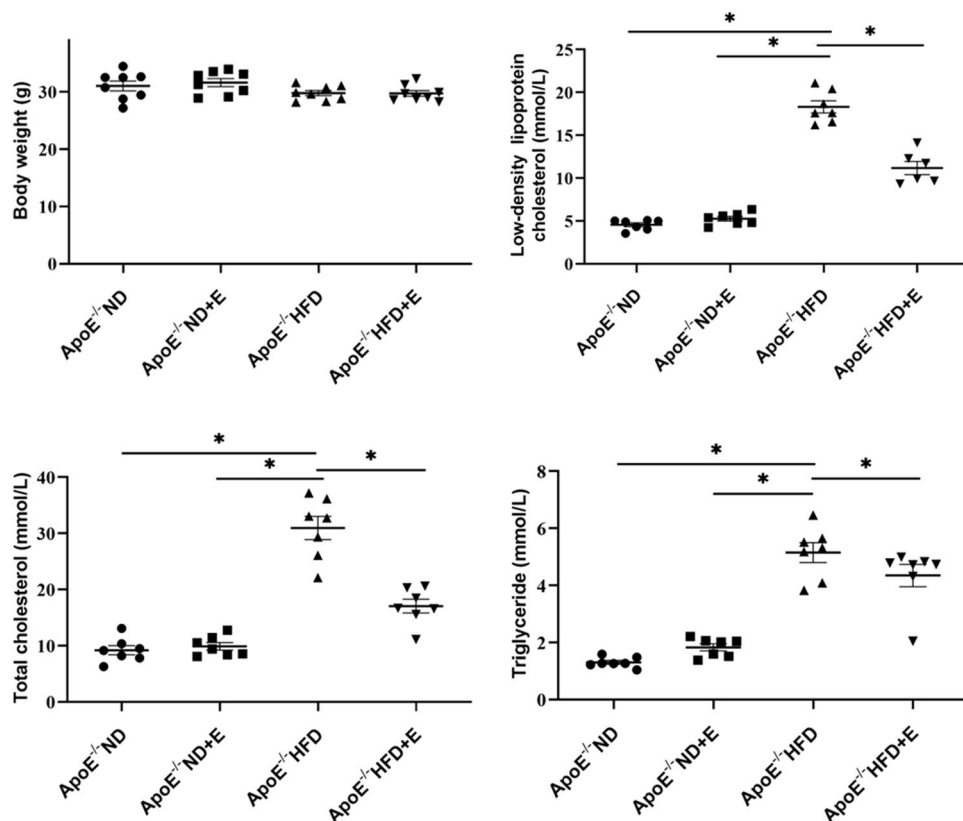 Body weight (g)
40
30
20
10
0
ApoE⁻/⁻ND
ApoE⁻/⁻ND+E
ApoE⁻/⁻HFD
ApoE⁻/⁻HFD+E
Low-density lipoprotein
cholesterol (mmol/L)
25
20
15
10
5
0
*
*
*
ApoE⁻/⁻ND
ApoE⁻/⁻ND+E
ApoE⁻/⁻HFD
ApoE⁻/⁻HFD+E
Total cholesterol (mmol/L)
40
30
20
10
0
*
*
*
ApoE⁻/⁻ND
ApoE⁻/⁻ND+E
ApoE⁻/⁻HFD
ApoE⁻/⁻HFD+E
Triglyceride (mmol/L)
8
6
4
2
0
*
*
*
ApoE⁻/⁻ND
ApoE⁻/⁻ND+E
ApoE⁻/⁻HFD
ApoE⁻/⁻HFD+E